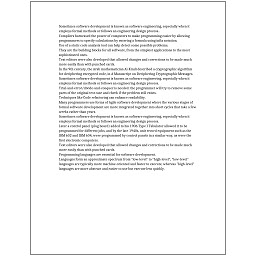 Sometimes software development is known as software engineering, especially when it
employs formal methods or follows an engineering design process.
Compilers harnessed the power of computers to make programming easier by allowing
programmers to specify calculations by entering a formula using infix notation.
Use of a static code analysis tool can help detect some possible problems.
They are the building blocks for all software, from the simplest applications to the most
sophisticated ones.
Text editors were also developed that allowed changes and corrections to be made much
more easily than with punched cards.
In the 9th century, the Arab mathematician Al-Kindi described a cryptographic algorithm
for deciphering encrypted code, in A Manuscript on Deciphering Cryptographic Messages.
Sometimes software development is known as software engineering, especially when it
employs formal methods or follows an engineering design process.
Trial-and-error/divide-and-conquer is needed: the programmer will try to remove some
parts of the original test case and check if the problem still exists.
Techniques like Code refactoring can enhance readability.
Many programmers use forms of Agile software development where the various stages of
formal software development are more integrated together into short cycles that take a few
weeks rather than years.
Sometimes software development is known as software engineering, especially when it
employs formal methods or follows an engineering design process.
Later a control panel (plug board) added to his 1906 Type I Tabulator allowed it to be
programmed for different jobs, and by the late 1940s, unit record equipment such as the
IBM 602 and IBM 604, were programmed by control panels in a similar way, as were the
first electronic computers.
Text editors were also developed that allowed changes and corrections to be made much
more easily than with punched cards.
Programming languages are essential for software development.
Languages form an approximate spectrum from "low-level" to "high-level"; "low-level"
languages are typically more machine-oriented and faster to execute, whereas "high-level"
languages are more abstract and easier to use but execute less quickly.